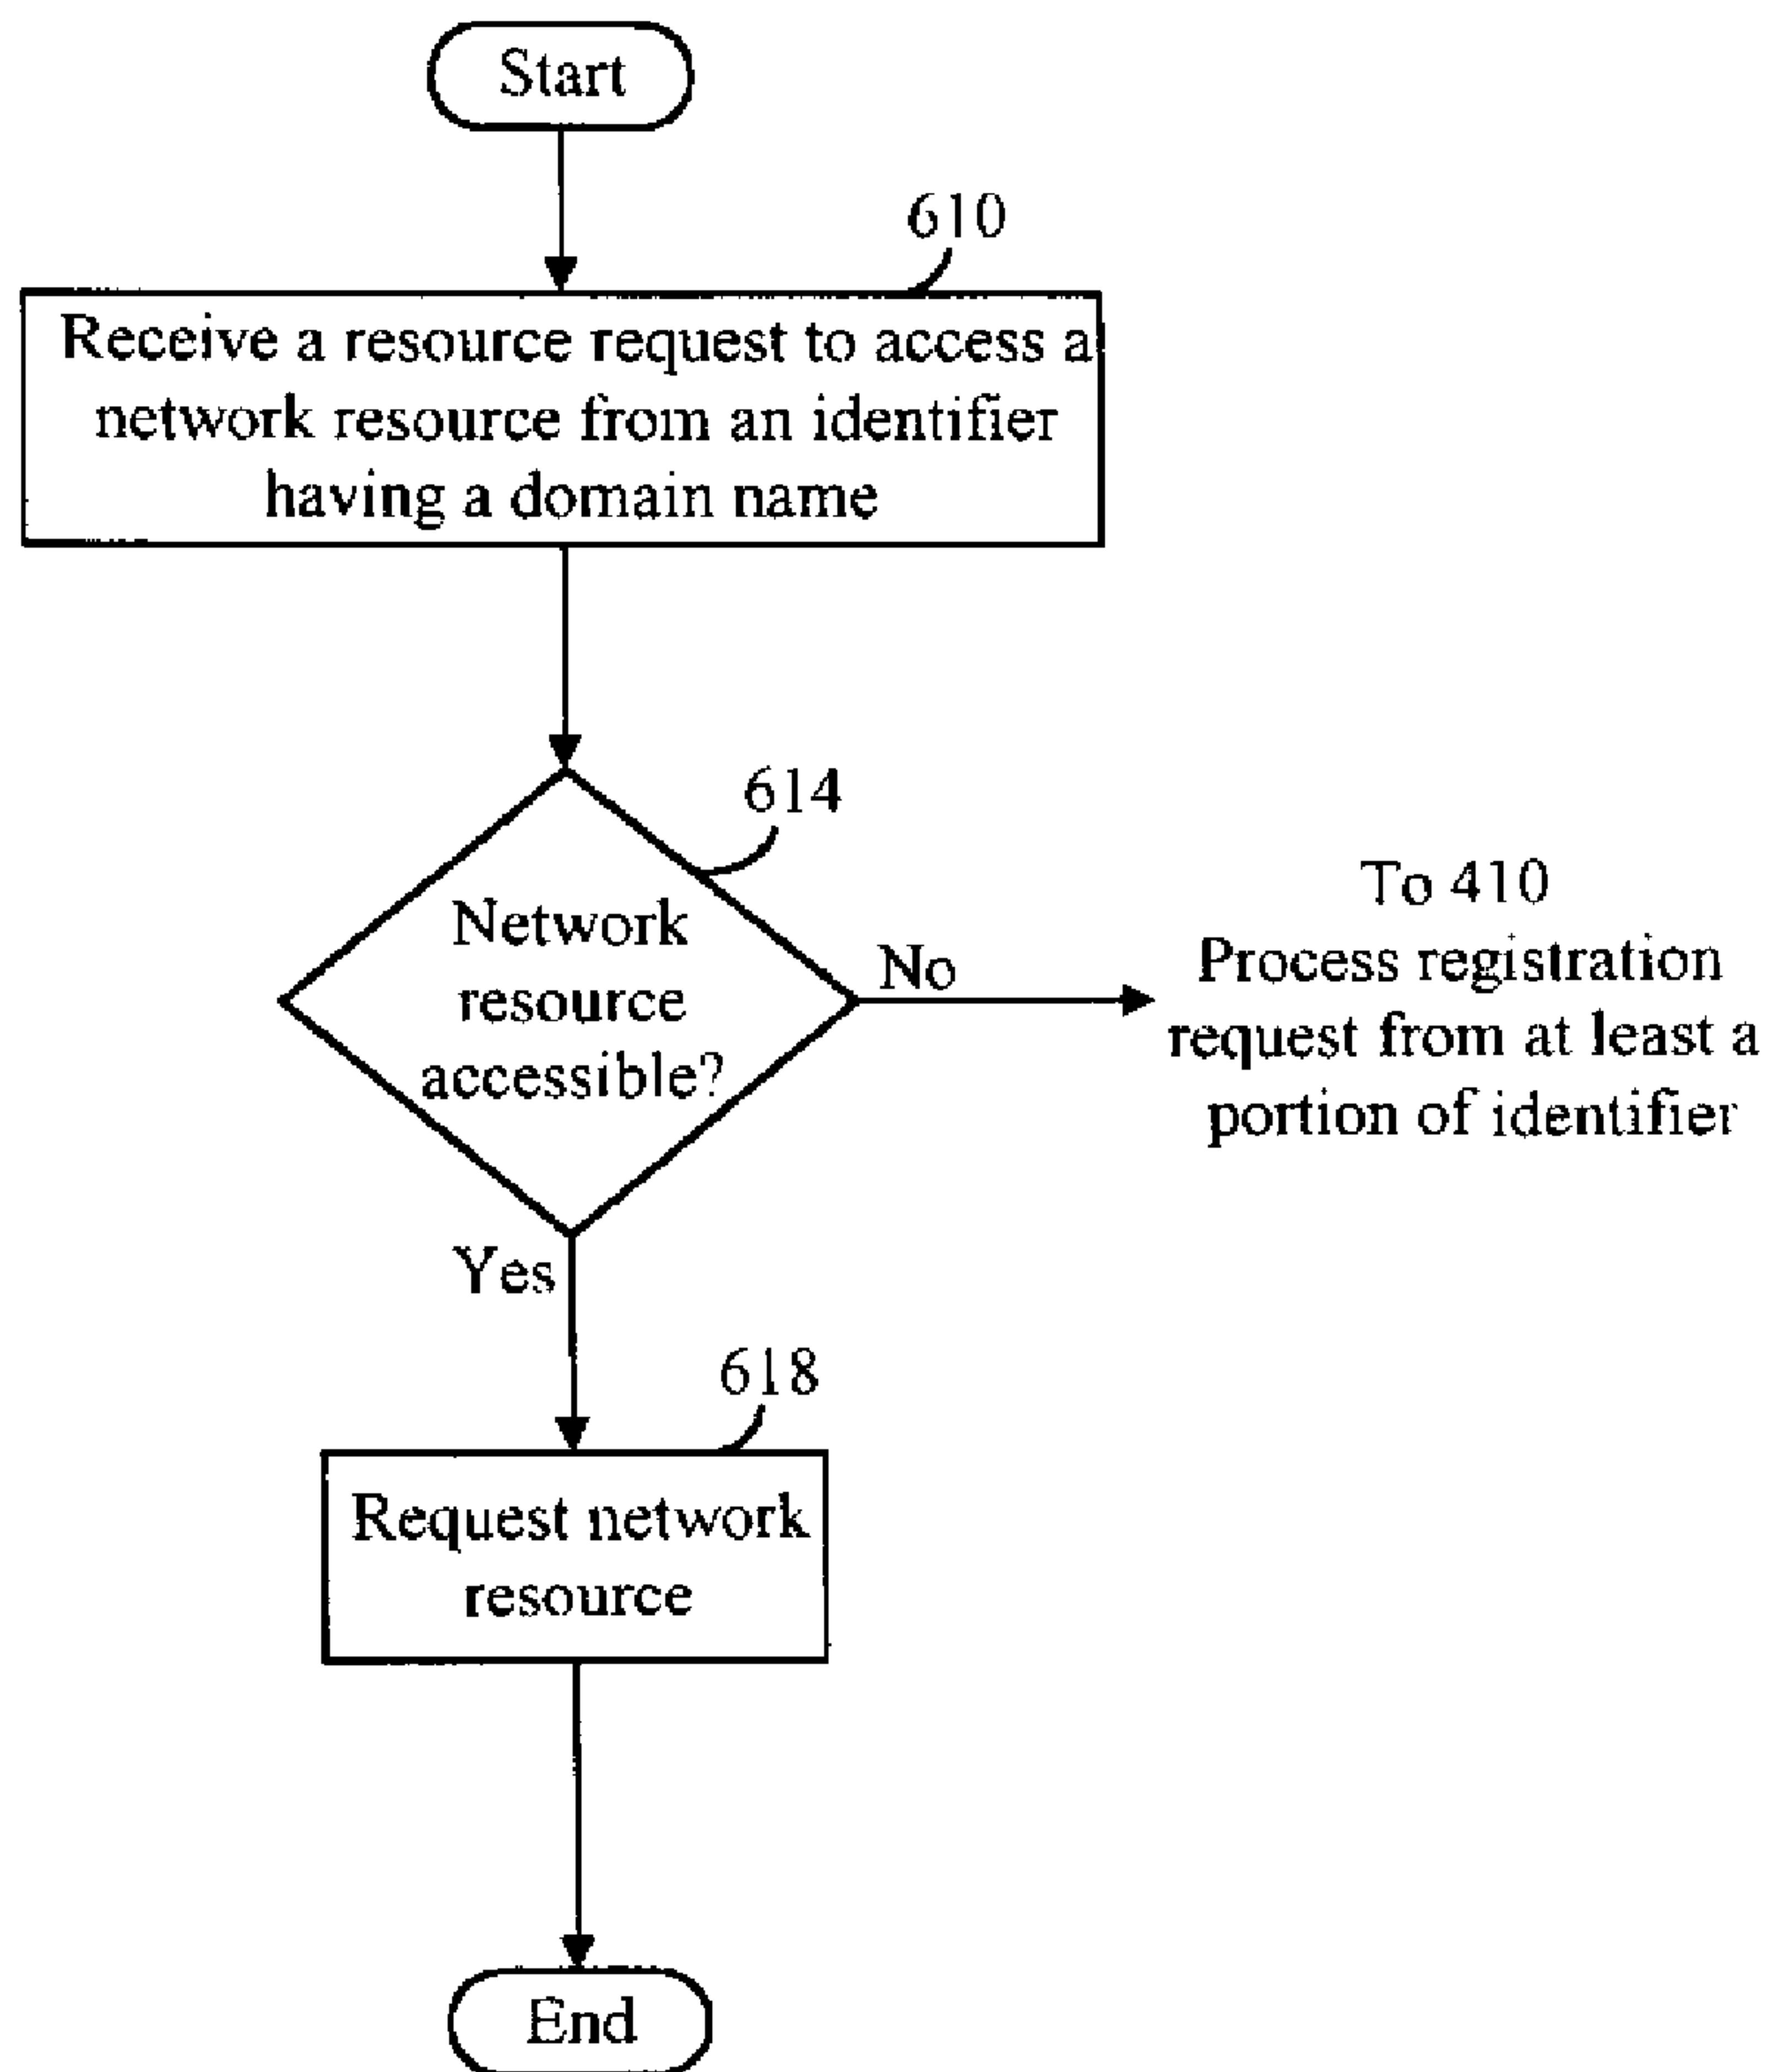 Start
610
Receive a resource request to access a
network resource from an identifier
having a domain name
614
Network
resource
accessible?
No
To 410
Process registration
request from at least a
portion of identifier
Yes
618
Request network
resource
End